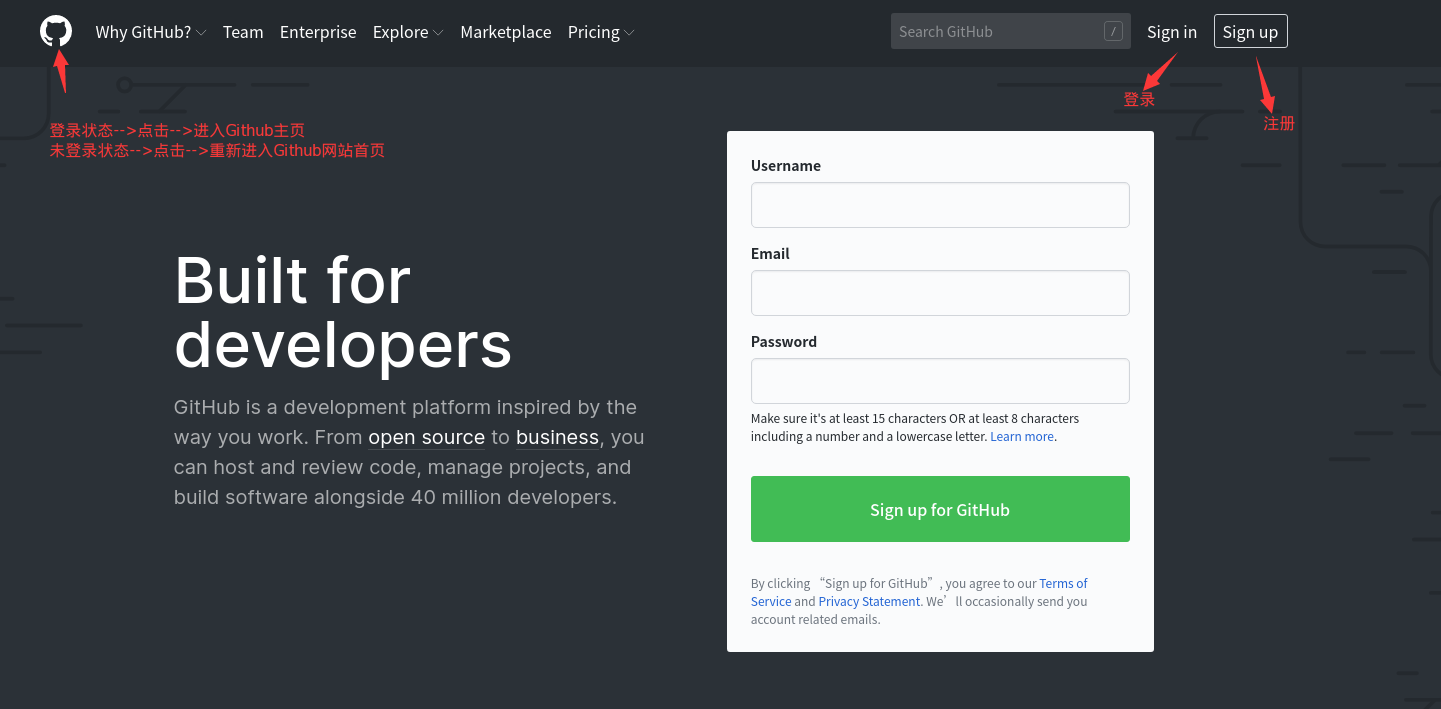 Why GitHub? Team Enterprise Explore Marketplace Pricing Search GitHub / Sign in Sign up
登录
注册
登录状态-->点击-->进入Github主页
未登录状态-->点击-->重新进入Github网站首页
Built for
developers
GitHub is a development platform inspired by the
way you work. From open source to business, you
can host and review code, manage projects, and
build software alongside 40 million developers.
Username
Email
Password
Make sure it's at least 15 characters OR at least 8 characters
including a number and a lowercase letter. Learn more.
Sign up for GitHub
By clicking “Sign up for GitHub”, you agree to our Terms of
Service and Privacy Statement. We’ll occasionally send you
account related emails.